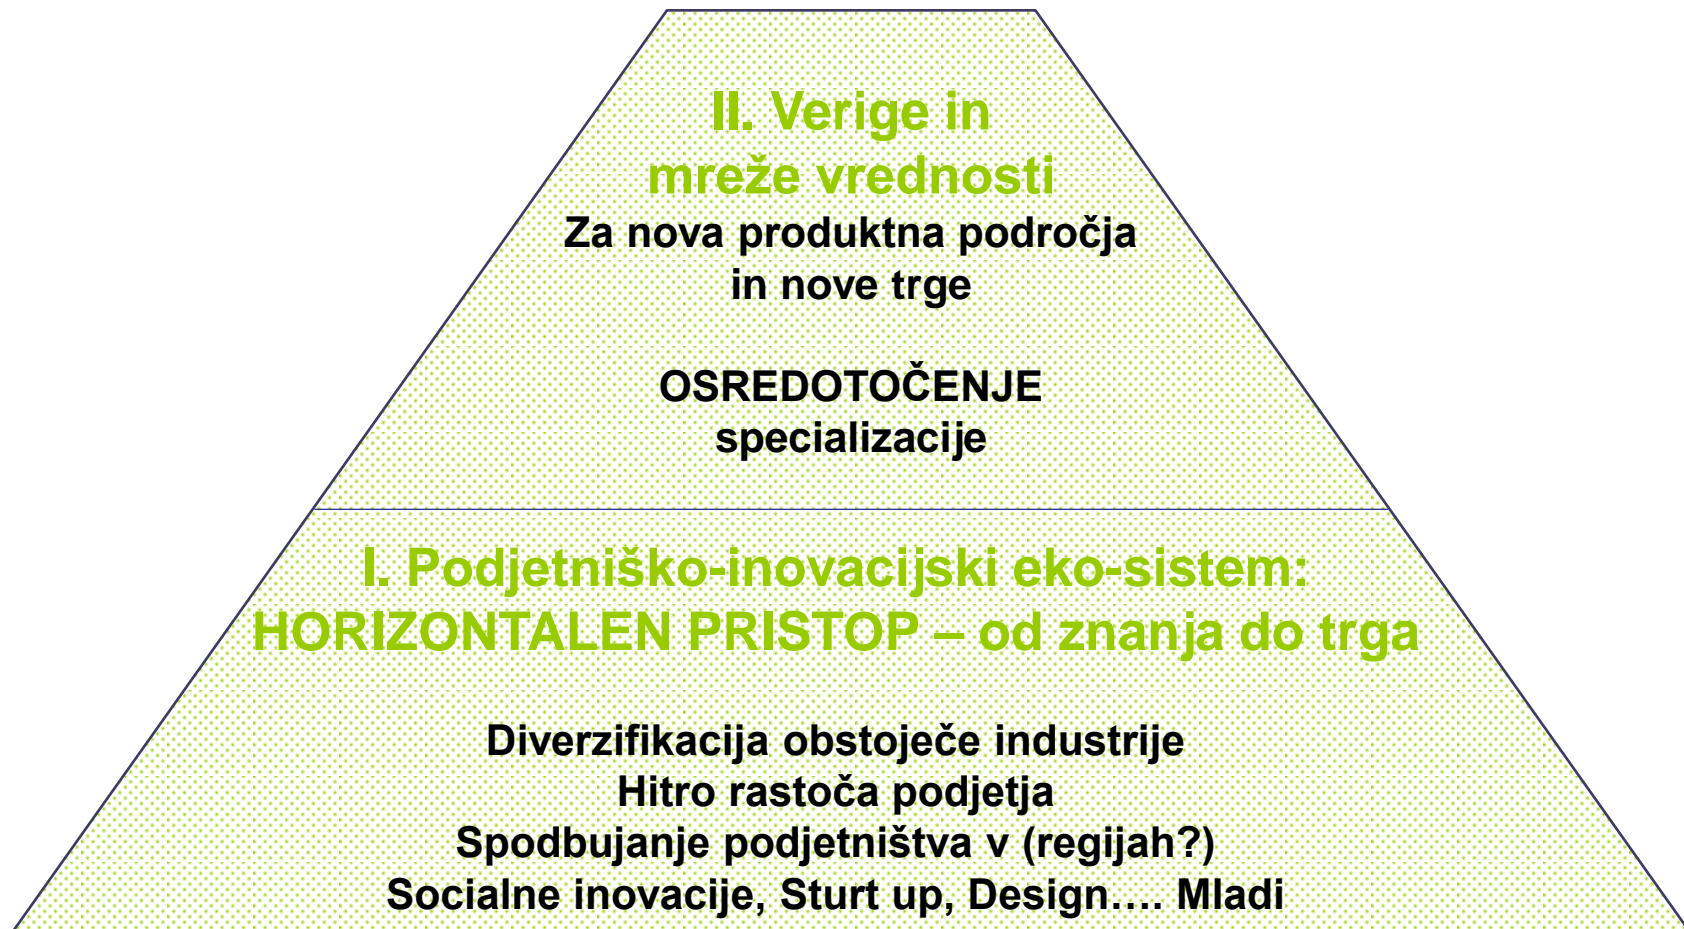 II. Verige in
mreže vrednosti
Za nova produktna področja
in nove trge
OSREDOTOČENJE
specializacije
I. Podjetniško-inovacijski eko-sistem:
HORIZONTALEN PRISTOP – od znanja do trga
Diverzifikacija obstoječe industrije
Hitro rastoča podjetja
Spodbujanje podjetništva v (regijah?)
Socialne inovacije, Sturt up, Design…. Mladi